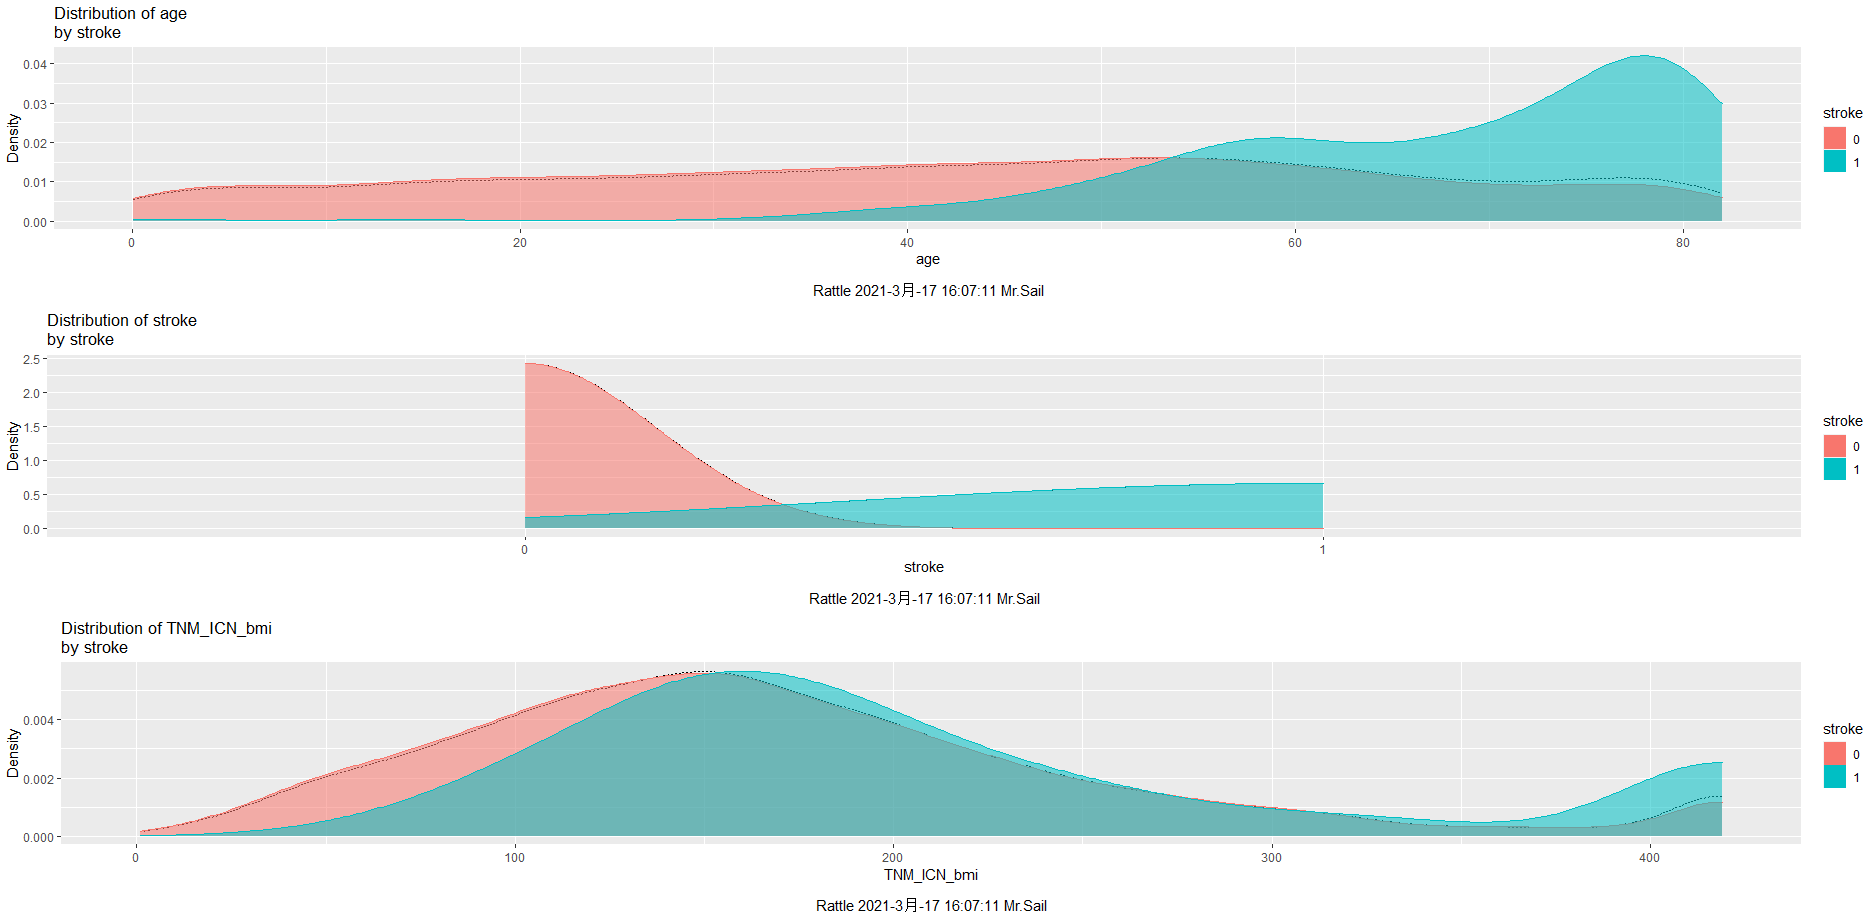 Distribution of age
by stroke
Density
0.04
0.03
0.02
0.01
0.00
0 20 40 60 80
age
stroke
0
1
Rattle 2021-3月-17 16:07:11 Mr.Sail
Distribution of stroke
by stroke
Density
2.5
2.0
1.5
1.0
0.5
0.0
0 1
stroke
stroke
0
1
Rattle 2021-3月-17 16:07:11 Mr.Sail
Distribution of TNM_ICN_bmi
by stroke
Density
0.004
0.002
0.000
0 100 200 300 400
TNM_ICN_bmi
stroke
0
1
Rattle 2021-3月-17 16:07:11 Mr.Sail